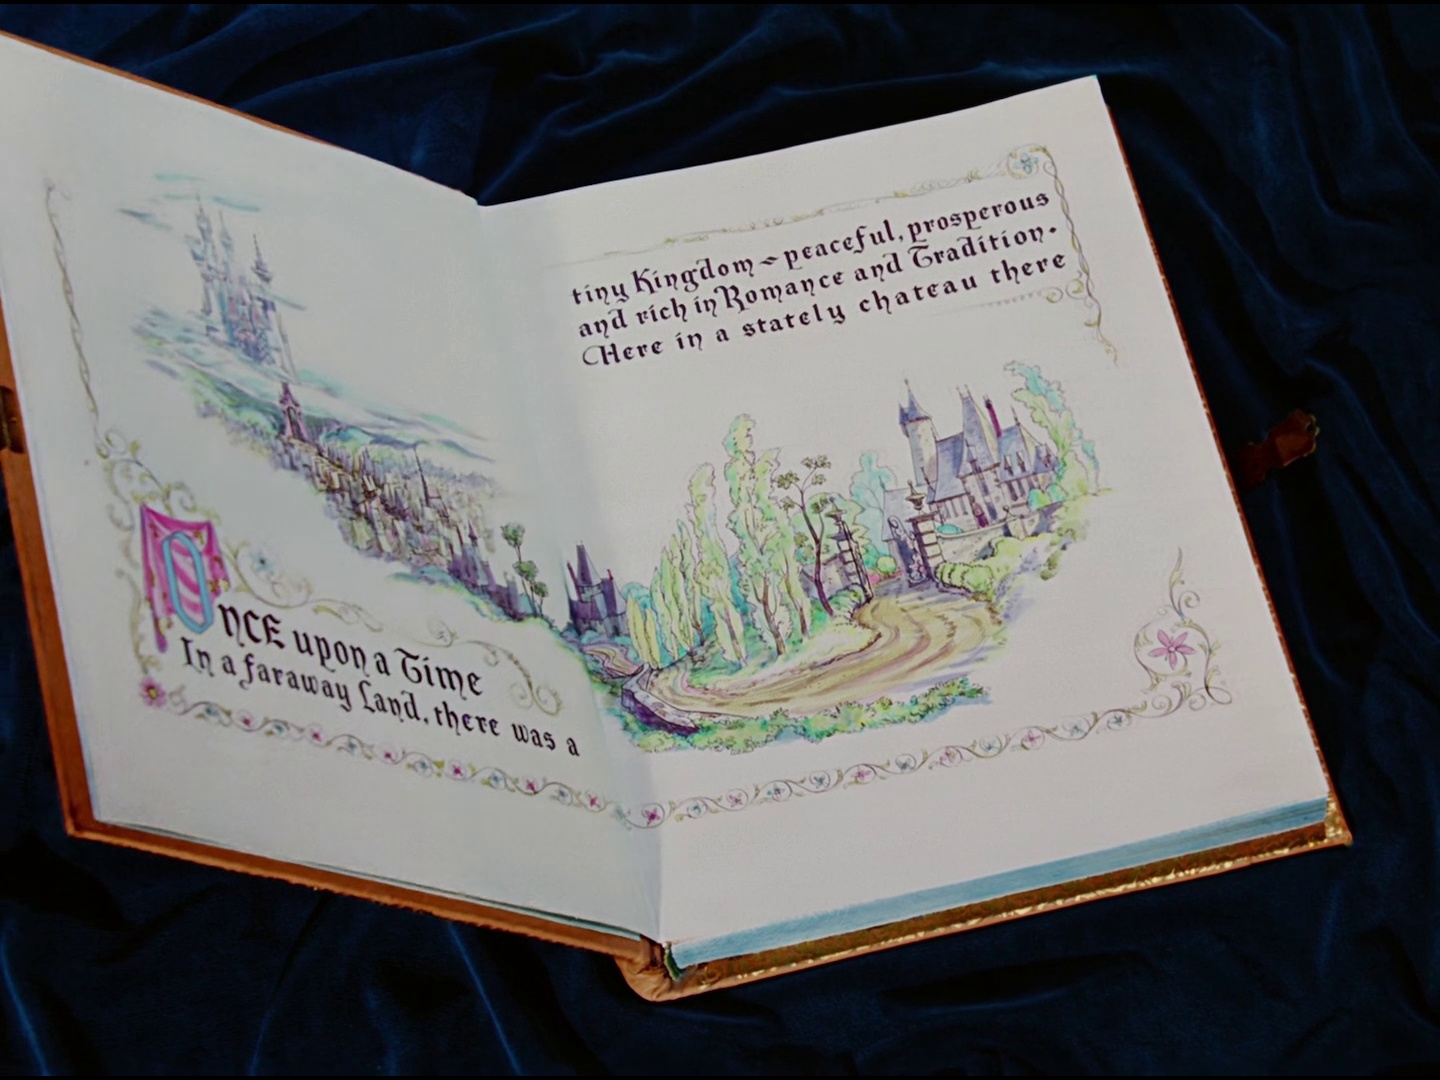 ONCE upon a Time
In a faraway Land, there was a
tiny Kingdom ~ peaceful, prosperous
and rich in Romance and Tradition.
Here in a stately chateau there